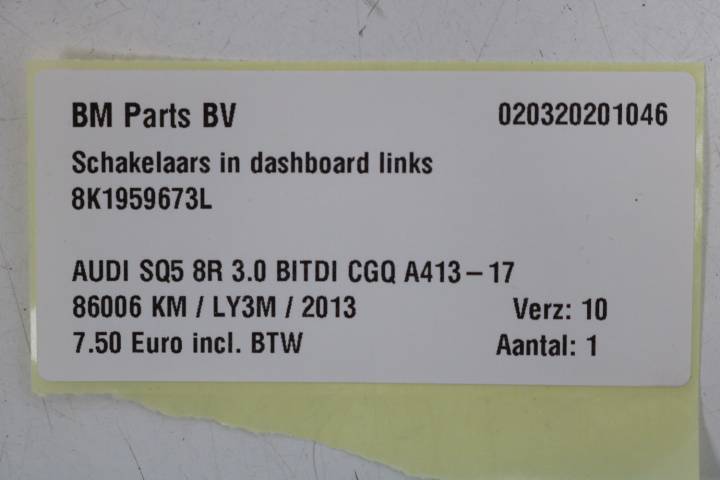 BM Parts BV 020320201046
Schakelaars in dashboard links
8K1959673L
AUDI SQ5 8R 3.0 BITDI CGQ A413-17
86006 KM / LY3M / 2013 Verz: 10
7.50 Euro incl. BTW Aantal: 1